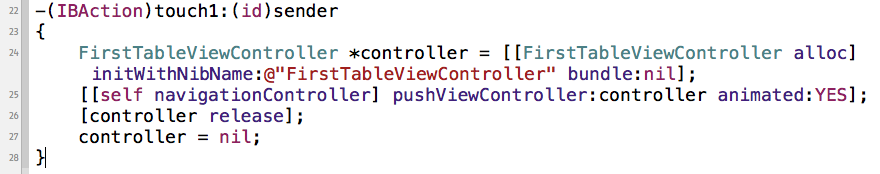 22 -(IBAction)touch1:(id)sender
23 {
24 FirstTableViewController *controller = [[FirstTableViewController alloc]
initWithNibName:@"FirstTableViewController" bundle:nil];
25 [[self navigationController] pushViewController:controller animated:YES];
26 [controller release];
27 controller = nil;
28 }